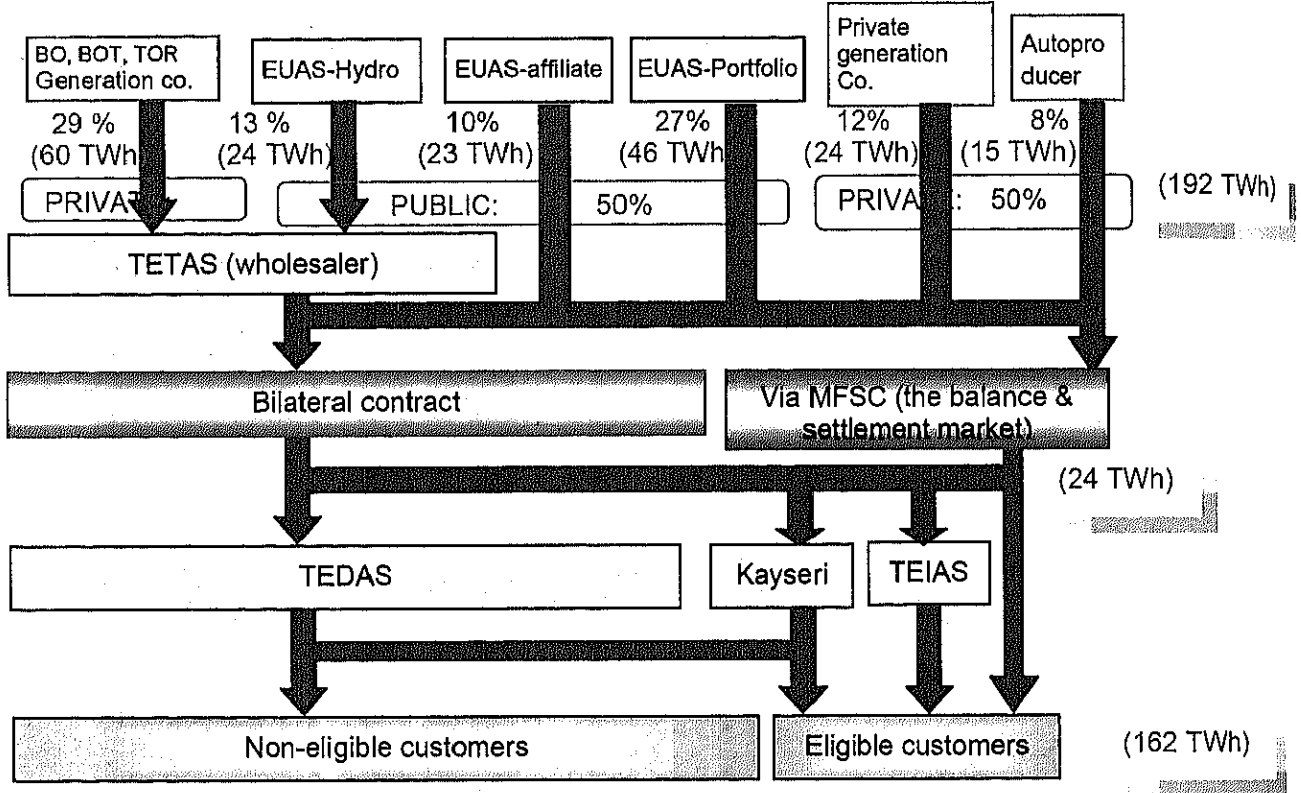 BO, BOT, TOR
Generation co.
EUAS-Hydro
EUAS-affiliate
EUAS-Portfolio
Private
generation
Co.
Autopro
ducer
29 %
(60 TWh)
13 %
(24 TWh)
10%
(23 TWh)
27%
(46 TWh
12%
(24 TWh)
8%
(15 TWh)
PUBLIC: 50%
50%
(192 TWh)
TETAS (wholesaler)
Bilateral contract
Via MFSC (the balance &
settlement market)
(24 TWh)
TEDAS
Kayseri
TEIAS
Non-eligible customers
Eligible customers
(162 TWh)